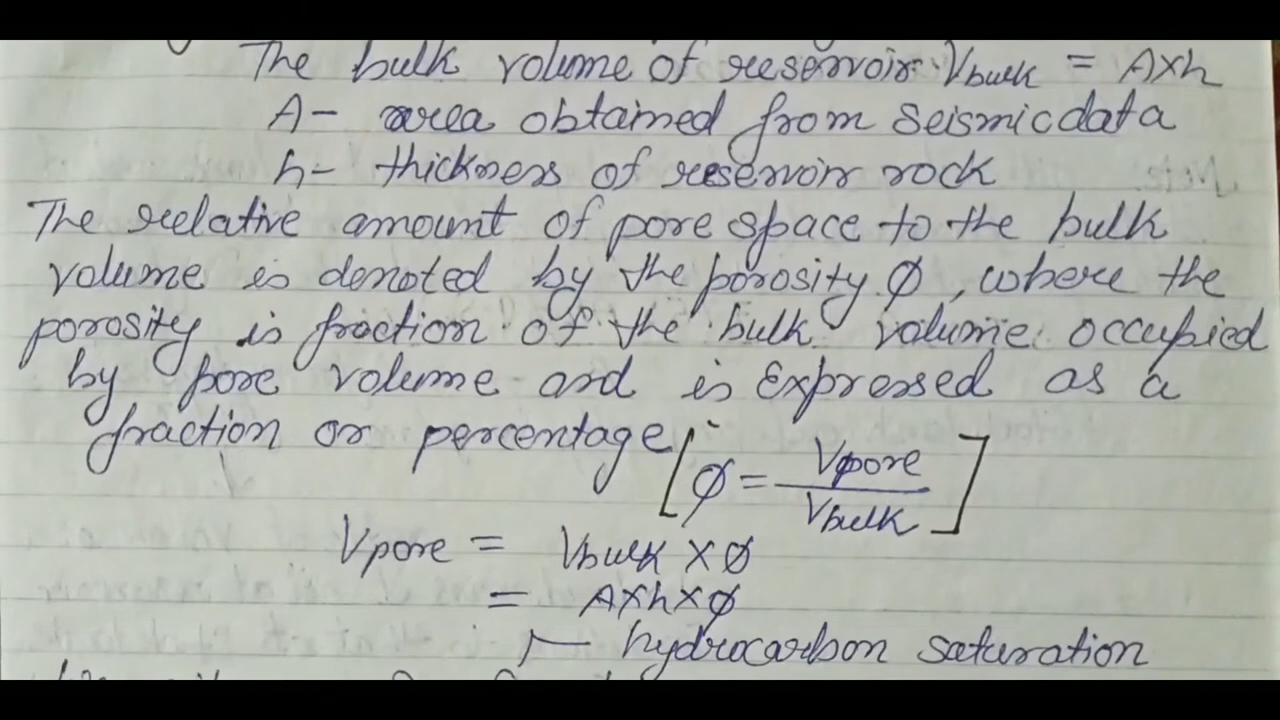 The bulk volume of reservoir Vbulk = A×h
A- area obtained from seismic data
h- thickness of reservoir rock
The relative amount of pore space to the bulk
volume is denoted by the porosity ø, where the
porosity is fraction of the bulk volume occupied
by pore volume and is Expressed as a
fraction or percentage [ø = Vpore / Vbulk]
Vpore = Vbulk × ø
= A×h×ø
hydrocarbon saturation